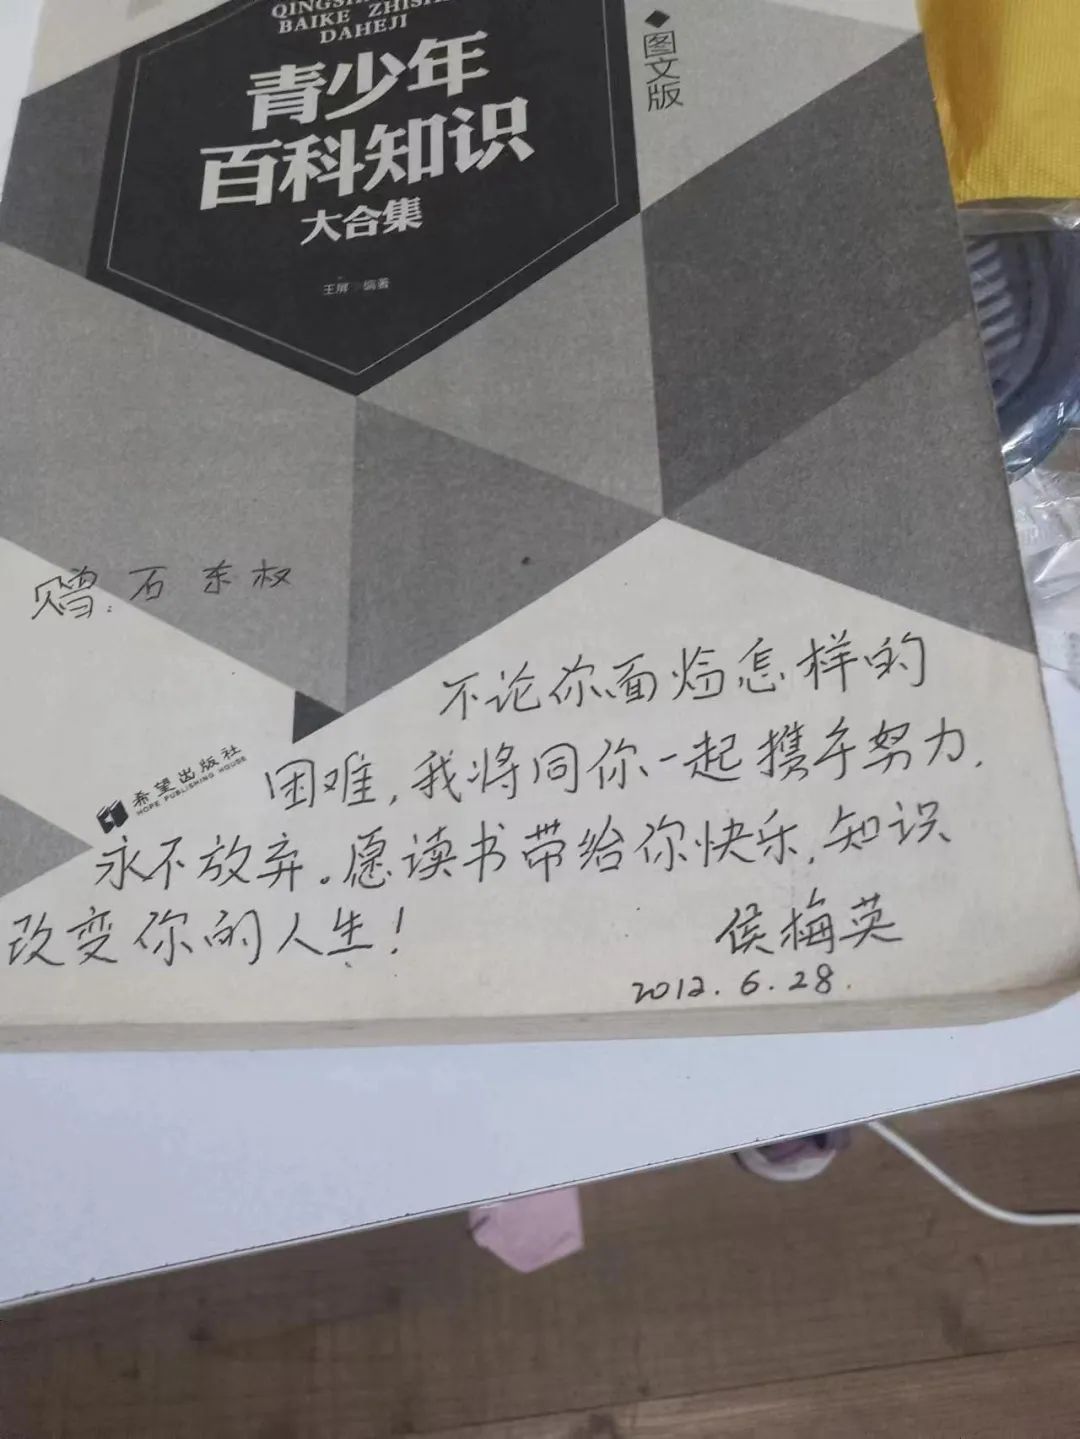 BAIKE ZHISH
DAHEJI
◆图文版
青少年
百科知识
大合集
王屏 编著
赠:石东权
不论你面临怎样的
困难,我将同你一起携手努力,
希望出版社
HOPE PUBLISHING HOUSE
永不放弃。愿读书带给你快乐,知识
改变你的人生!
侯梅英
2012.6.28.